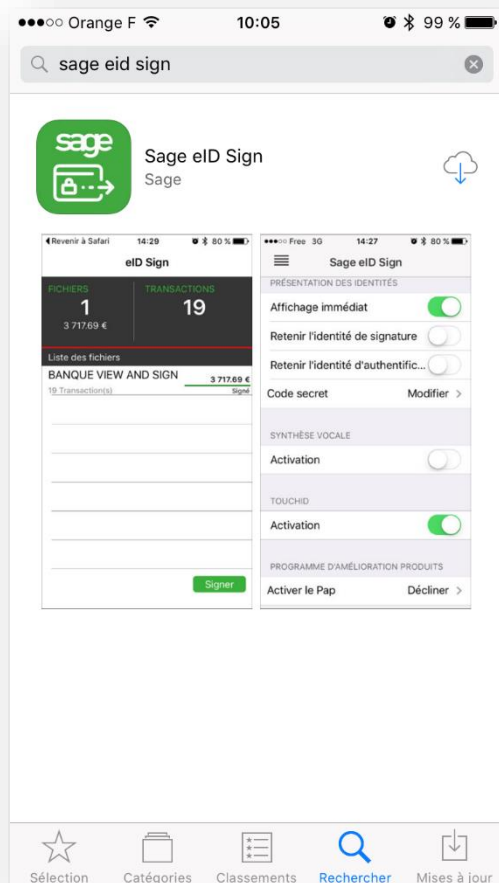 Orange F 10:05 99 %
sage eid sign
sage
Sage eID Sign
Sage
Revenir à Safari 14:29 80 %
eID Sign
FICHIERS TRANSACTIONS
1 19
3 717.69 €
Liste des fichiers
BANQUE VIEW AND SIGN 3 717.69 €
19 Transaction(s) Signé
Signer
Free 3G 14:27 80 %
Sage eID Sign
PRÉSENTATION DES IDENTITÉS
Affichage immédiat
Retenir l'identité de signature
Retenir l'identité d'authentific...
Code secret Modifier >
SYNTHÈSE VOCALE
Activation
TOUCHID
Activation
PROGRAMME D'AMÉLIORATION PRODUITS
Activer le Pap Décliner >
Sélection Catégories Classements Rechercher Mises à jour